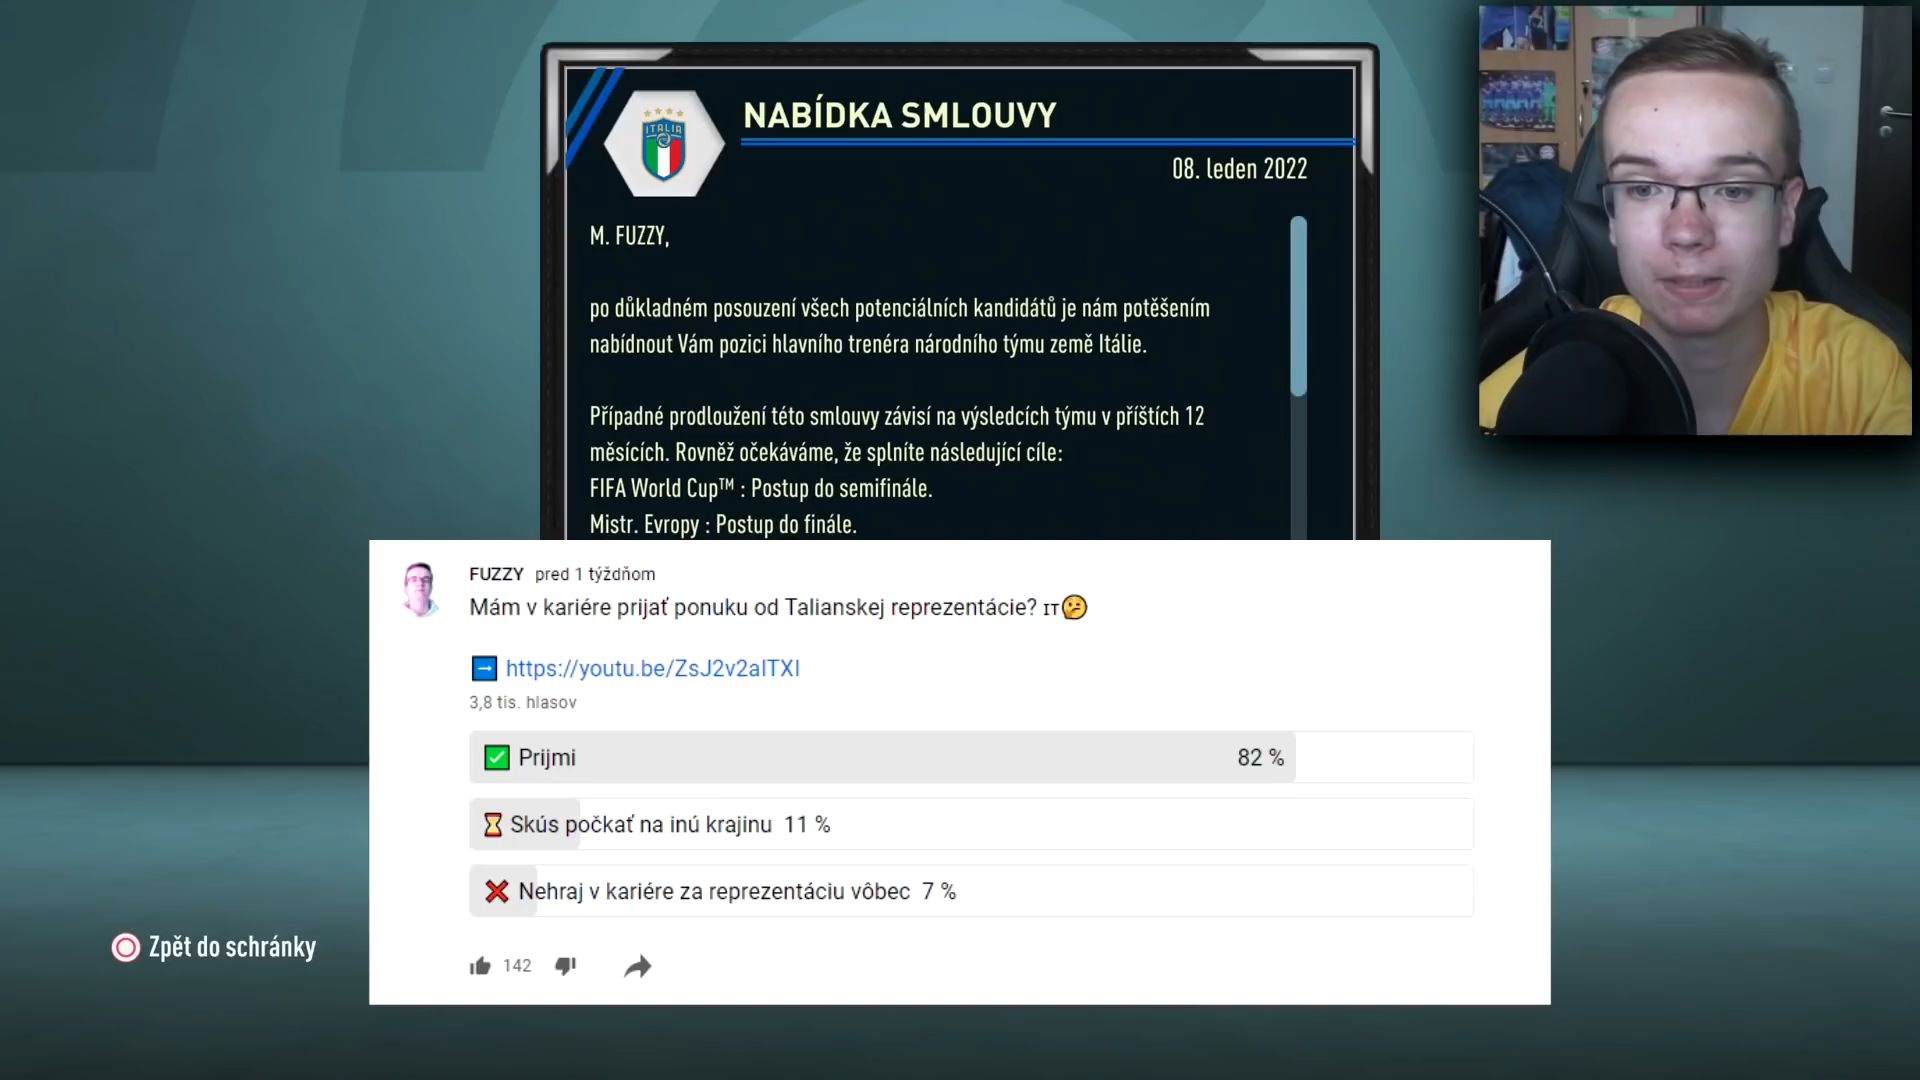 ITALIA
NABÍDKA SMLOUVY
08. leden 2022
M. FUZZY,
po důkladném posouzení všech potenciálních kandidátů je nám potěšením
nabídnout Vám pozici hlavního trenéra národního týmu země Itálie.
Případné prodloužení této smlouvy závisí na výsledcích týmu v příštích 12
měsících. Rovněž očekáváme, že splníte následující cíle:
FIFA World Cup™ : Postup do semifinále.
Mistr. Evropy : Postup do finále.
FUZZY pred 1 týždňom
Mám v kariére prijať ponuku od Talianskej reprezentácie? IT🤔
➡ https://youtu.be/ZsJ2v2aITXI
3,8 tis. hlasov
✅ Prijmi 82 %
⏳ Skús počkať na inú krajinu 11 %
❌ Nehraj v kariére za reprezentáciu vôbec 7 %
142
Zpět do schránky